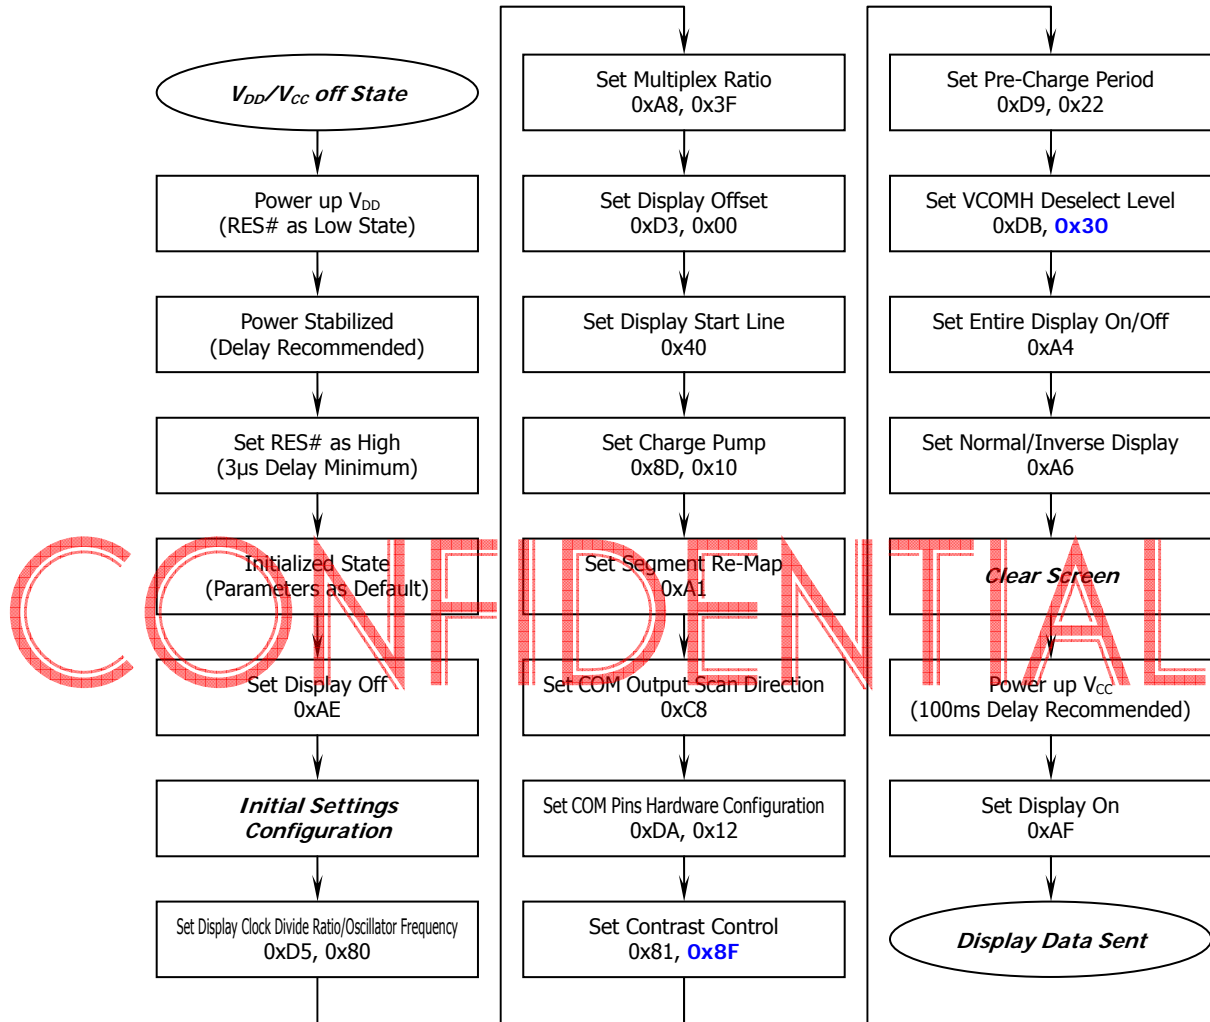 V_DD/V_CC off State
Power up V_DD
(RES# as Low State)
Power Stabilized
(Delay Recommended)
Set RES# as High
(3μs Delay Minimum)
Initialized State
(Parameters as Default)
Set Display Off
0xAE
Initial Settings
Configuration
Set Display Clock Divide Ratio/Oscillator Frequency
0xD5, 0x80
Set Multiplex Ratio
0xA8, 0x3F
Set Display Offset
0xD3, 0x00
Set Display Start Line
0x40
Set Charge Pump
0x8D, 0x10
Set Segment Re-Map
0xA1
Set COM Output Scan Direction
0xC8
Set COM Pins Hardware Configuration
0xDA, 0x12
Set Contrast Control
0x81, 0x8F
Set Pre-Charge Period
0xD9, 0x22
Set VCOMH Deselect Level
0xDB, 0x30
Set Entire Display On/Off
0xA4
Set Normal/Inverse Display
0xA6
Clear Screen
Power up V_CC
(100ms Delay Recommended)
Set Display On
0xAF
Display Data Sent
CONFIDENTIAL